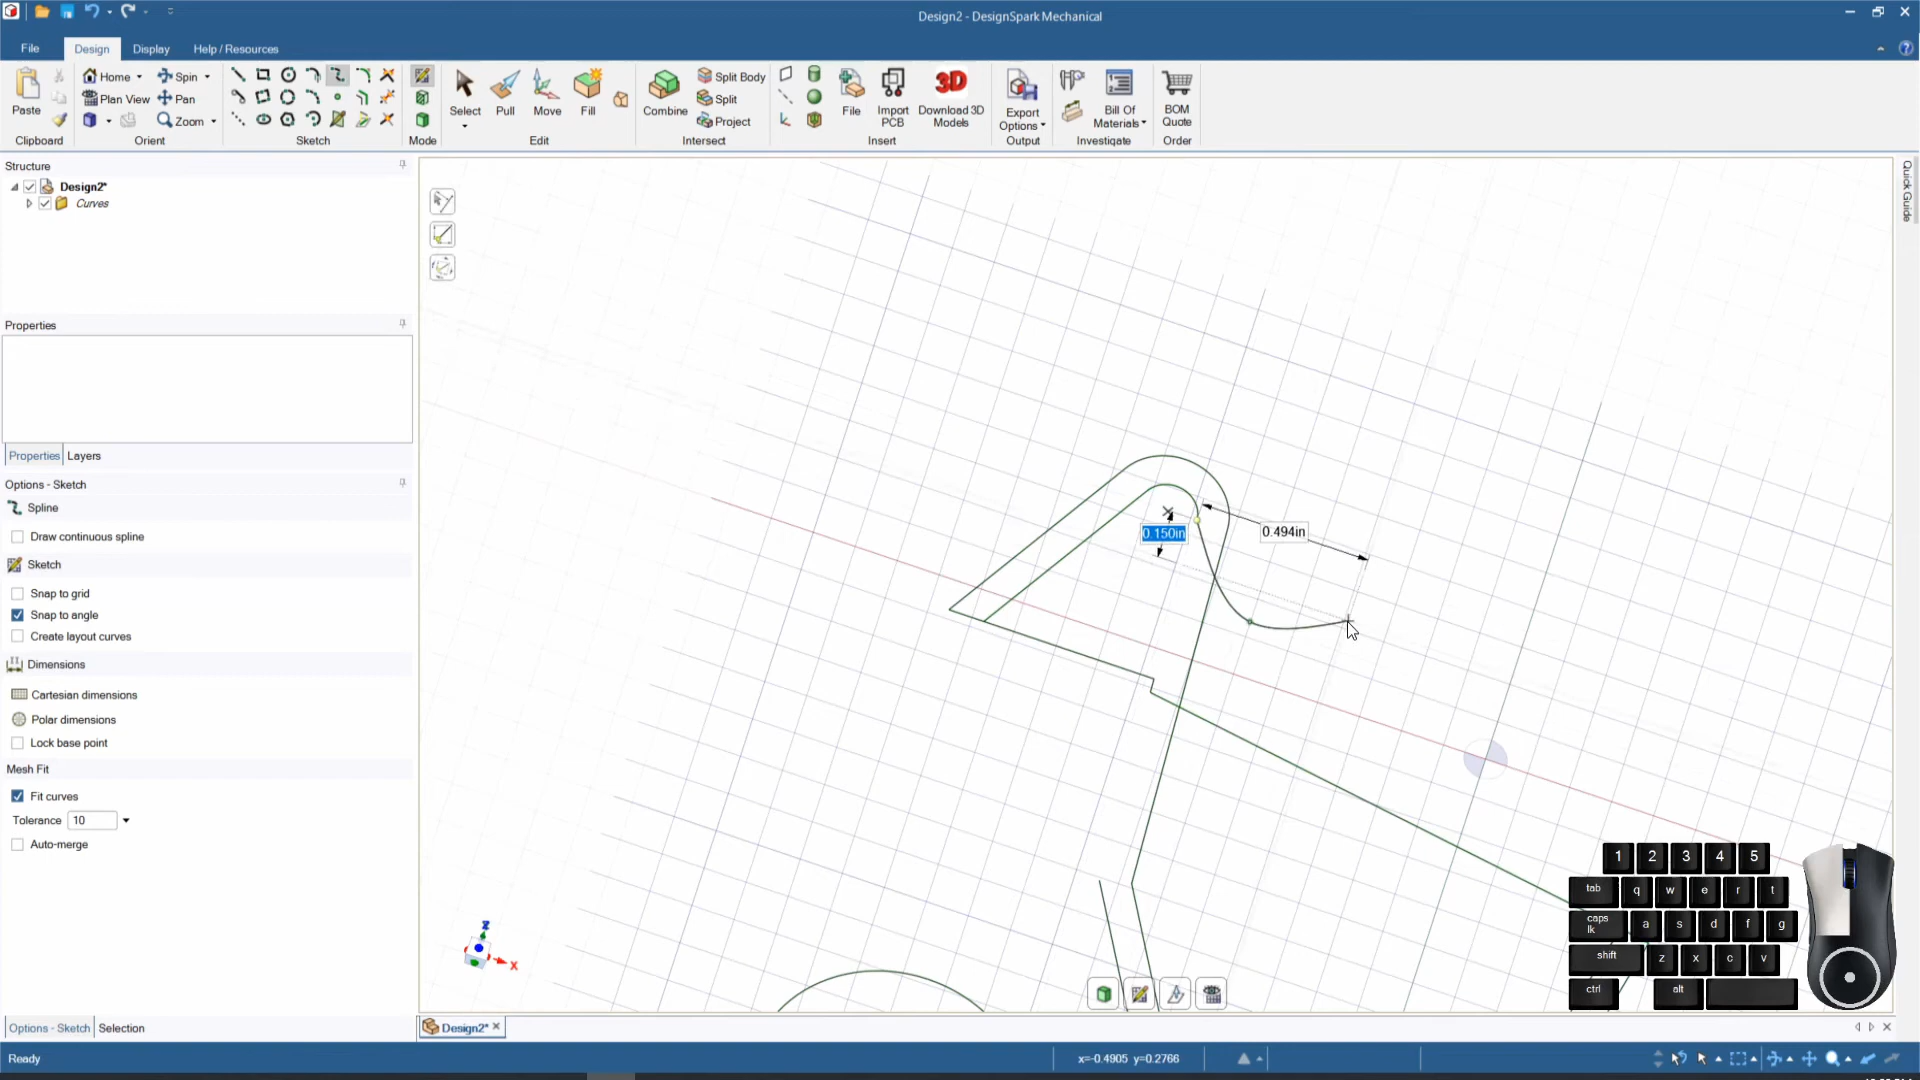 Design2 - DesignSpark Mechanical
File
Design
Display
Help / Resources
Paste
Home
Spin
Plan View
Pan
Zoom
Select
Pull
Move
Fill
Combine
Split Body
Split
Project
File
Import PCB
Download 3D Models
Export Options
Bill Of Materials
BOM Quote
Clipboard
Orient
Sketch
Mode
Edit
Intersect
Insert
Output
Investigate
Order
Structure
Design2*
Curves
Quick Guide
Properties
Properties
Layers
Options - Sketch
Spline
Draw continuous spline
Sketch
Snap to grid
Snap to angle
Create layout curves
Dimensions
Cartesian dimensions
Polar dimensions
Lock base point
Mesh Fit
Fit curves
Tolerance 10
Auto-merge
0.150in
0.494in
Z
X
1 2 3 4 5
tab q w e r t
caps lk a s d f g
shift z x c v
ctrl alt
Options - Sketch
Selection
Design2*
Ready
x=-0.4905 y=0.2766